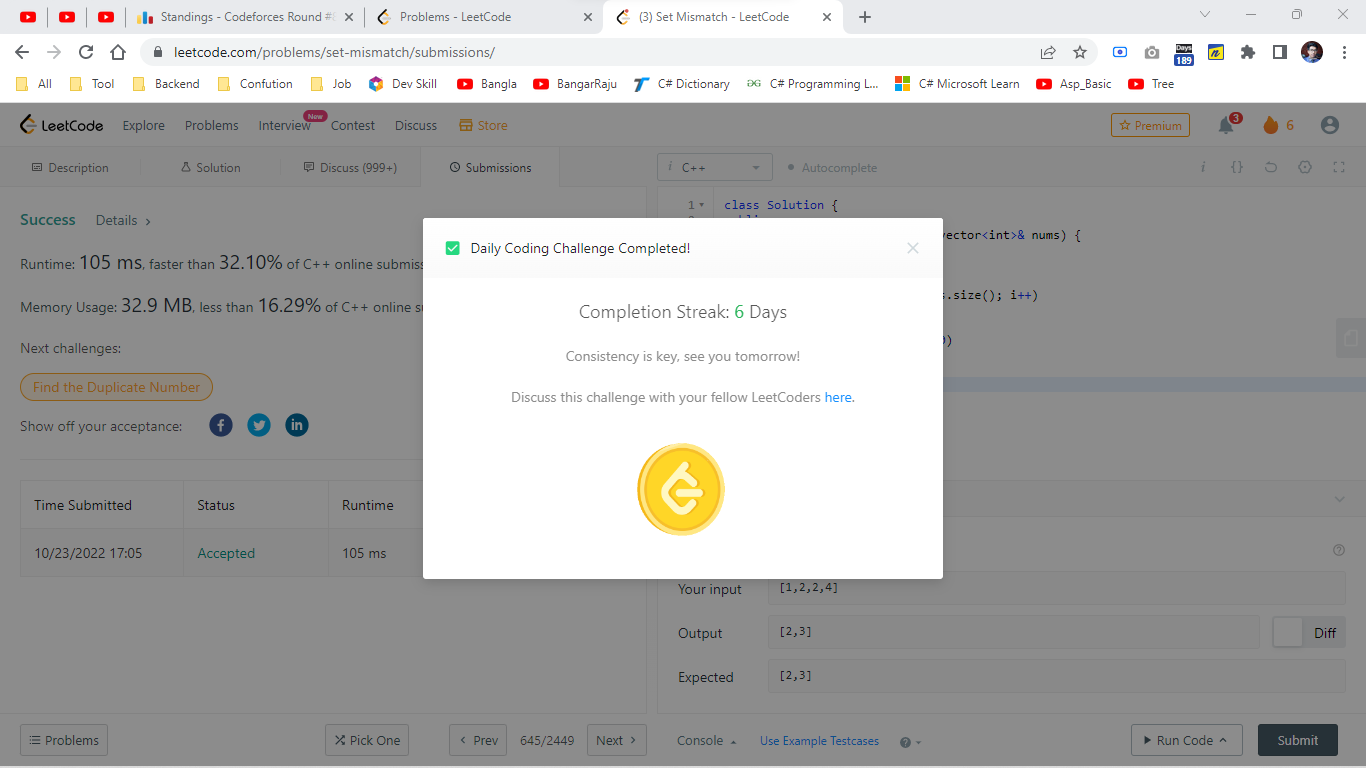 Standings - Codeforces Round #
Problems - LeetCode
(3) Set Mismatch - LeetCode
leetcode.com/problems/set-mismatch/submissions/
Days
189
n
All Tool Backend Confution Job Dev Skill Bangla BangarRaju C# Dictionary C# Programming L... C# Microsoft Learn Asp_Basic Tree
LeetCode Explore Problems Interview New Contest Discuss Store Premium 3 6
Description Solution Discuss (999+) Submissions i C++ Autocomplete i {}
Success Details >
1 class Solution {
vector<int>& nums) {
Runtime: 105 ms, faster than 32.10% of C++ online submiss
.size(); i++)
Memory Usage: 32.9 MB, less than 16.29% of C++ online su
Next challenges:
Find the Duplicate Number
Show off your acceptance:
Time Submitted Status Runtime
10/23/2022 17:05 Accepted 105 ms
Daily Coding Challenge Completed!
Completion Streak: 6 Days
Consistency is key, see you tomorrow!
Discuss this challenge with your fellow LeetCoders here.
Your input [1,2,2,4]
Output [2,3] Diff
Expected [2,3]
Problems Pick One < Prev 645/2449 Next > Console Use Example Testcases Run Code Submit